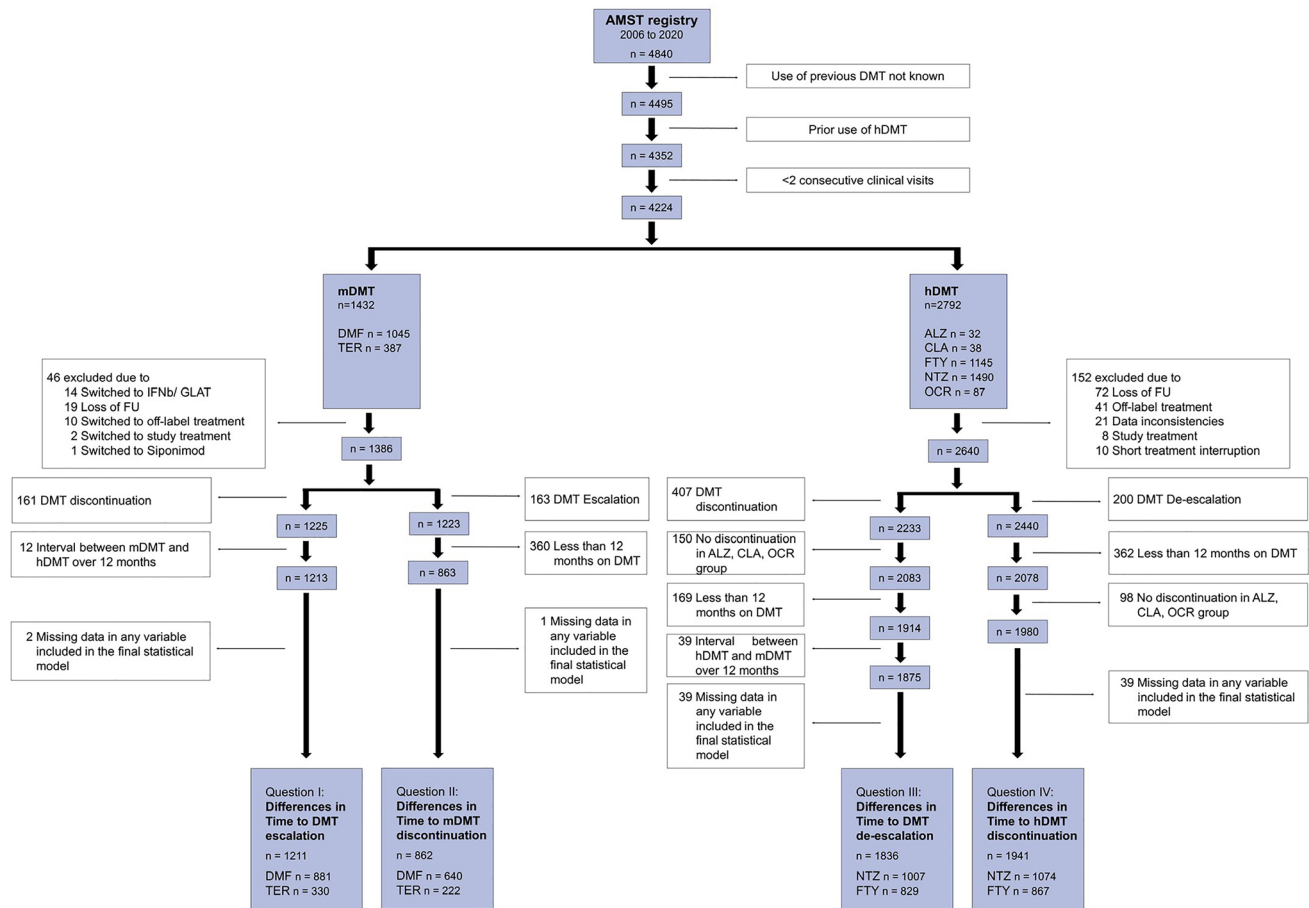 AMST registry
2006 to 2020
n = 4840
Use of previous DMT not known
n = 4495
Prior use of hDMT
n = 4352
<2 consecutive clinical visits
n = 4224
mDMT
n=1432
DMF n = 1045
TER n = 387
hDMT
n=2792
ALZ n = 32
CLA n = 38
FTY n = 1145
NTZ n = 1490
OCR n = 87
46 excluded due to
14 Switched to IFNb/ GLAT
19 Loss of FU
10 Switched to off-label treatment
2 Switched to study treatment
1 Switched to Siponimod
152 excluded due to
72 Loss of FU
41 Off-label treatment
21 Data inconsistencies
8 Study treatment
10 Short treatment interruption
n = 1386
n = 2640
161 DMT discontinuation
163 DMT Escalation
407 DMT
discontinuation
200 DMT De-escalation
n = 1225
n = 1223
n = 2233
n = 2440
12 Interval between mDMT and
hDMT over 12 months
360 Less than 12
months on DMT
150 No discontinuation
in ALZ, CLA, OCR
group
362 Less than 12 months on DMT
n = 1213
n = 863
n = 2083
n = 2078
169 Less than 12
months on DMT
98 No discontinuation in ALZ,
CLA, OCR group
n = 1914
n = 1980
2 Missing data in any variable
included in the final statistical
model
1 Missing data in
any variable
included in the
final statistical
model
39 Interval between
hDMT and mDMT
over 12 months
n = 1875
39 Missing data in
any variable
included in the
final statistical
model
39 Missing data in any variable
included in the final statistical
model
Question I:
Differences in
Time to DMT
escalation
n = 1211
DMF n = 881
TER n = 330
Question II:
Differences in
Time to mDMT
discontinuation
n = 862
DMF n = 640
TER n = 222
Question III:
Differences in
Time to DMT
de-escalation
n = 1836
NTZ n = 1007
FTY n = 829
Question IV:
Differences in
Time to hDMT
discontinuation
n = 1941
NTZ n = 1074
FTY n = 867